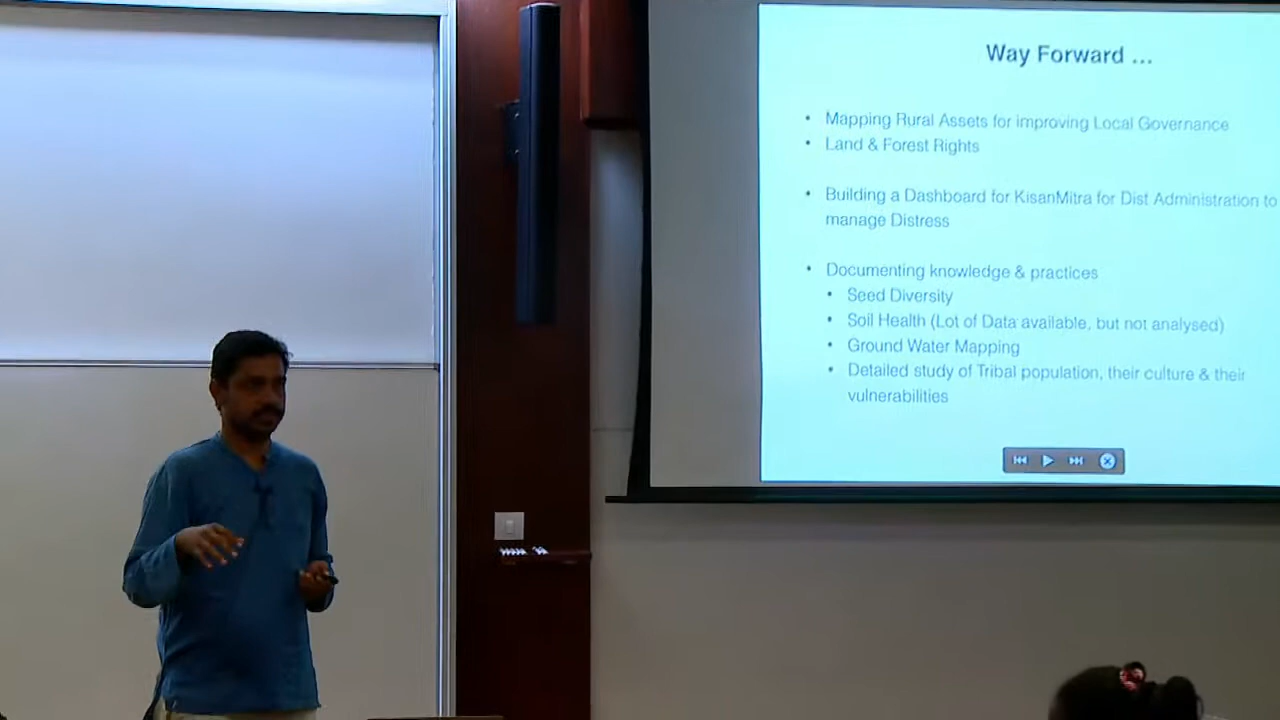 Way Forward ...
• Mapping Rural Assets for improving Local Governance
• Land & Forest Rights
• Building a Dashboard for KisanMitra for Dist Administration to
manage Distress
• Documenting knowledge & practices
• Seed Diversity
• Soil Health (Lot of Data available, but not analysed)
• Ground Water Mapping
• Detailed study of Tribal population, their culture & their
vulnerabilities